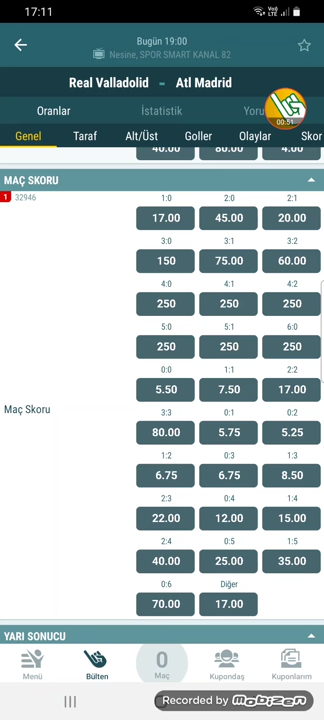 17:11
Vo))
LTE
Bugün 19:00
Nesine, SPOR SMART KANAL 82
Real Valladolid - Atl Madrid
Oranlar İstatistik Yoru
00:51
Genel Taraf Alt/Üst Goller Olaylar Skor
40.00 80.00 4.00
MAÇ SKORU
1 32946
1:0 2:0 2:1
17.00 45.00 20.00
3:0 3:1 3:2
150 75.00 60.00
4:0 4:1 4:2
250 250 250
5:0 5:1 6:0
250 250 250
0:0 1:1 2:2
5.50 7.50 17.00
Maç Skoru
3:3 0:1 0:2
80.00 5.75 5.25
1:2 0:3 1:3
6.75 6.75 8.50
2:3 0:4 1:4
22.00 12.00 15.00
2:4 0:5 1:5
40.00 25.00 35.00
0:6 Diğer
70.00 17.00
YARI SONUCU
0
Menü Bülten Maç Kupondaş Kuponlarım
Recorded by mobizen